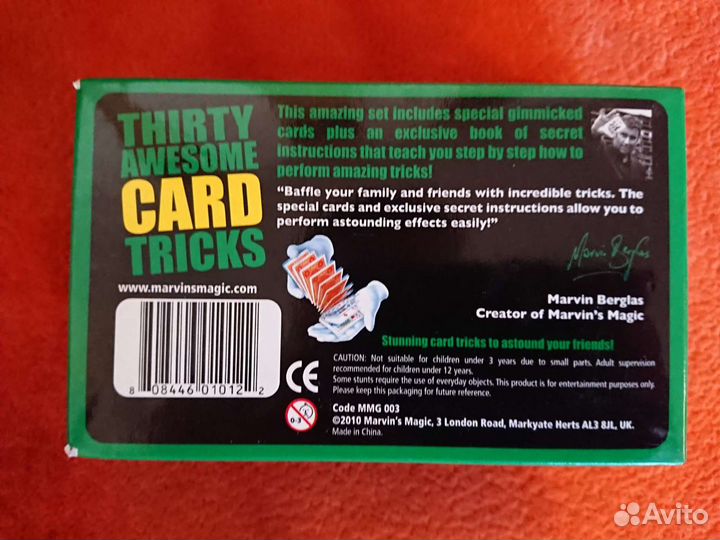 THIRTY
AWESOME
CARD
TRICKS
www.marvinsmagic.com
8 08446 01012 2
This amazing set includes special gimmicked
cards plus an exclusive book of secret
instructions that teach you step by step how to
perform amazing tricks!
“Baffle your family and friends with incredible tricks. The
special cards and exclusive secret instructions allow you to
perform astounding effects easily!”
Marvin Berglas
Marvin Berglas
Creator of Marvin's Magic
Stunning card tricks to astound your friends!
CE
0-3
CAUTION: Not suitable for children under 3 years due to small parts. Adult supervision
recommended for children under 12 years.
Some stunts require the use of everyday objects. This product is for entertainment purposes only.
Please keep this packaging for future reference.
Code MMG 003
©2010 Marvin's Magic, 3 London Road, Markyate Herts AL3 8JL, UK.
Made in China.
Avito